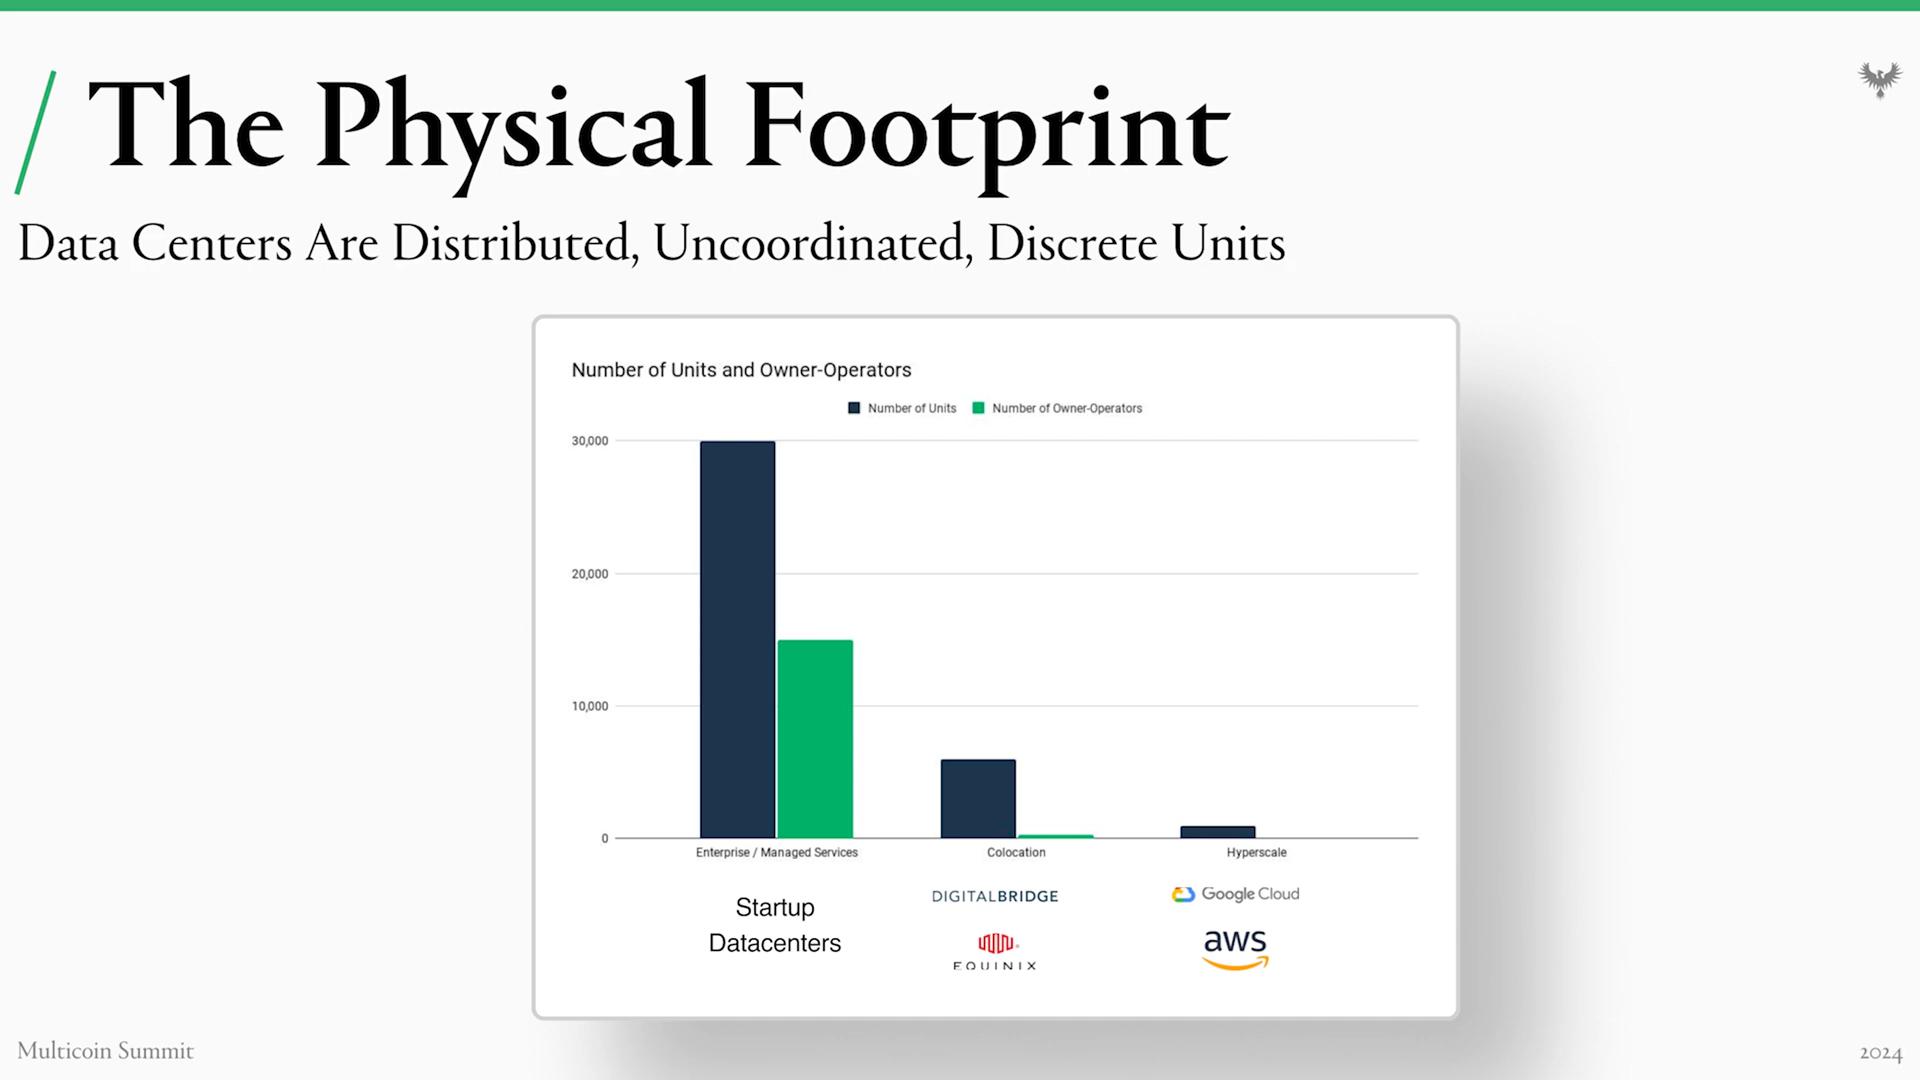 The Physical Footprint
Data Centers Are Distributed, Uncoordinated, Discrete Units
Number of Units and Owner-Operators
Number of Units
Number of Owner-Operators
30,000
20,000
10,000
0
Enterprise / Managed Services
Colocation
Hyperscale
Startup
Datacenters
DIGITALBRIDGE
EQUINIX
Google Cloud
aws
Multicoin Summit
2024